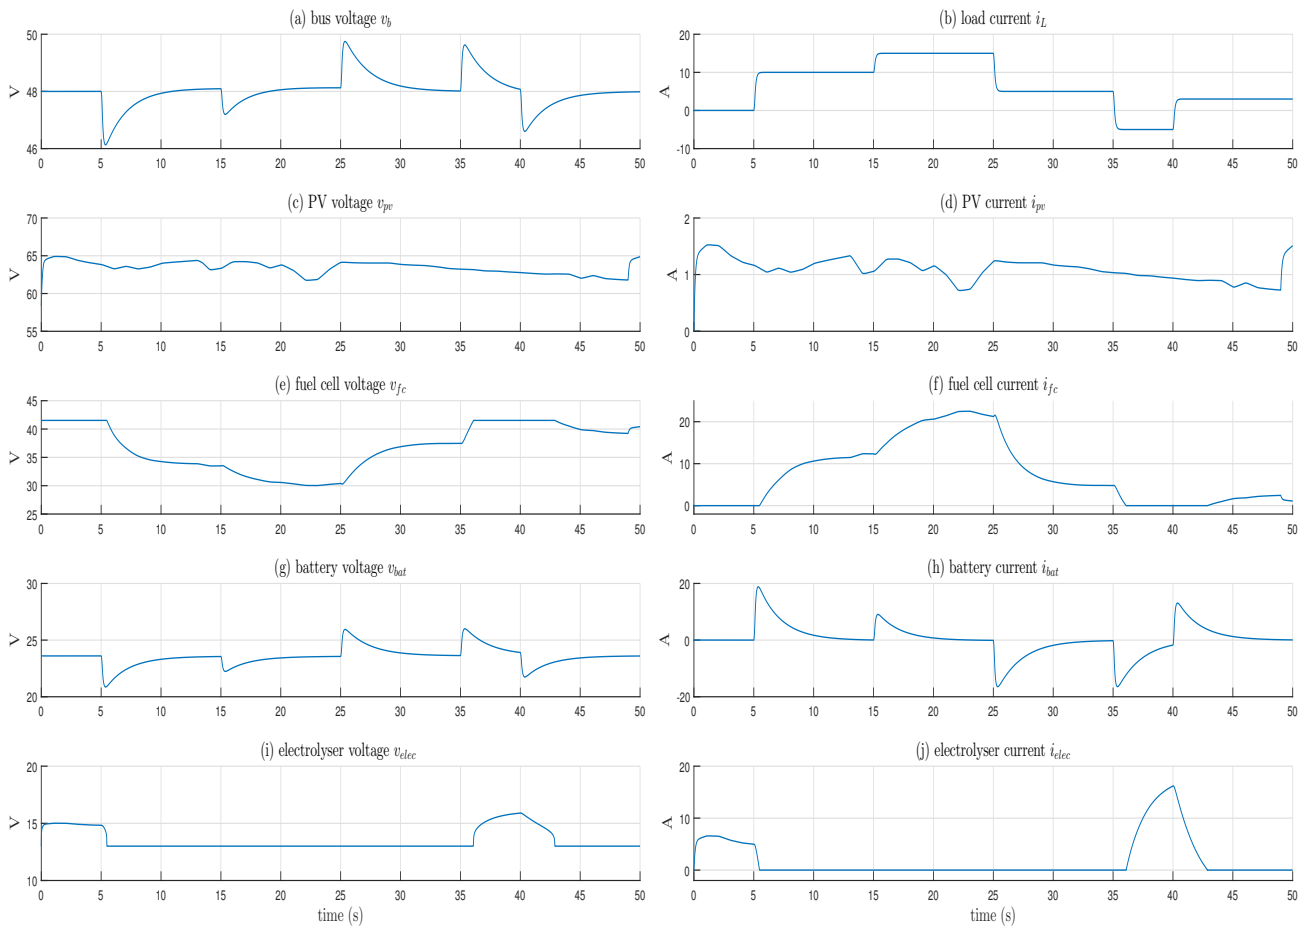 (a) bus voltage v_b
50
48
46
V
0 5 10 15 20 25 30 35 40 45 50
(b) load current i_L
20
10
0
-10
A
0 5 10 15 20 25 30 35 40 45 50
(c) PV voltage v_pv
70
65
60
55
V
0 5 10 15 20 25 30 35 40 45 50
(d) PV current i_pv
2
1
0
A
0 5 10 15 20 25 30 35 40 45 50
(e) fuel cell voltage v_fc
45
40
35
30
25
V
0 5 10 15 20 25 30 35 40 45 50
(f) fuel cell current i_fc
20
10
0
A
0 5 10 15 20 25 30 35 40 45 50
(g) battery voltage v_bat
30
25
20
V
0 5 10 15 20 25 30 35 40 45 50
(h) battery current i_bat
20
0
-20
A
0 5 10 15 20 25 30 35 40 45 50
(i) electrolyser voltage v_elec
20
15
10
V
0 5 10 15 20 25 30 35 40 45 50
time (s)
(j) electrolyser current i_elec
20
10
0
A
0 5 10 15 20 25 30 35 40 45 50
time (s)